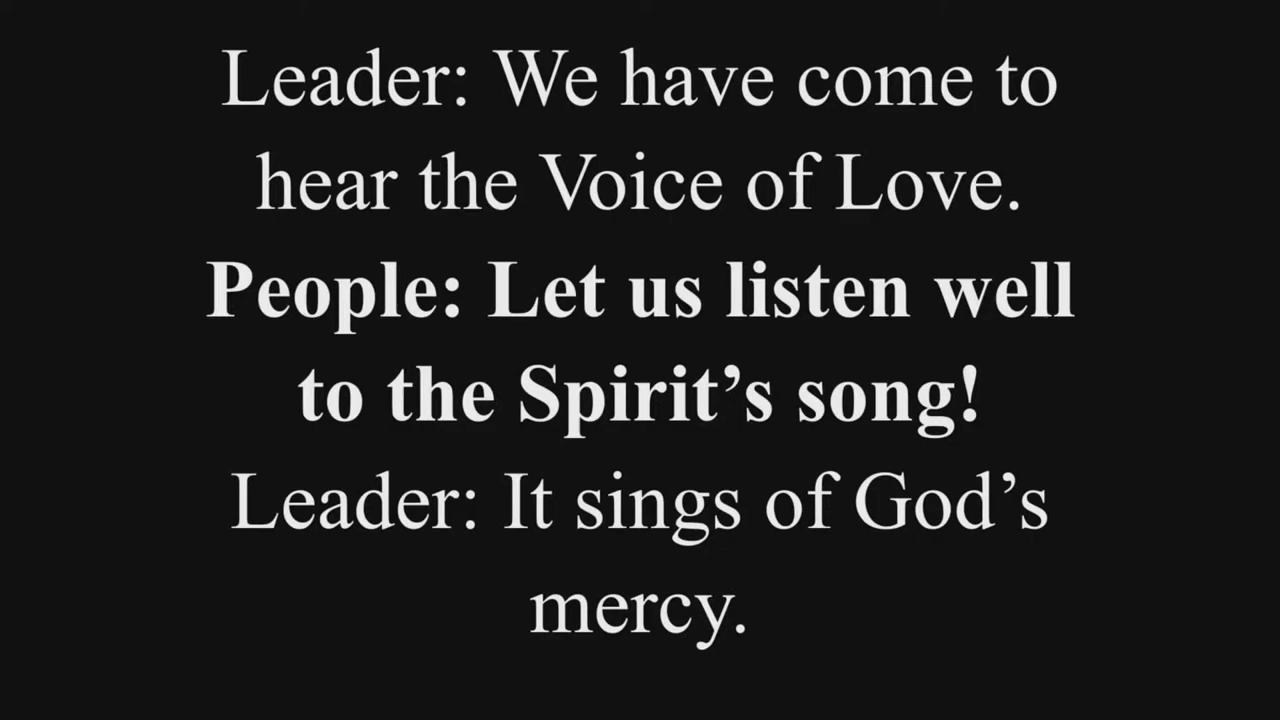 Leader: We have come to
hear the Voice of Love.
People: Let us listen well
to the Spirit’s song!
Leader: It sings of God’s
mercy.